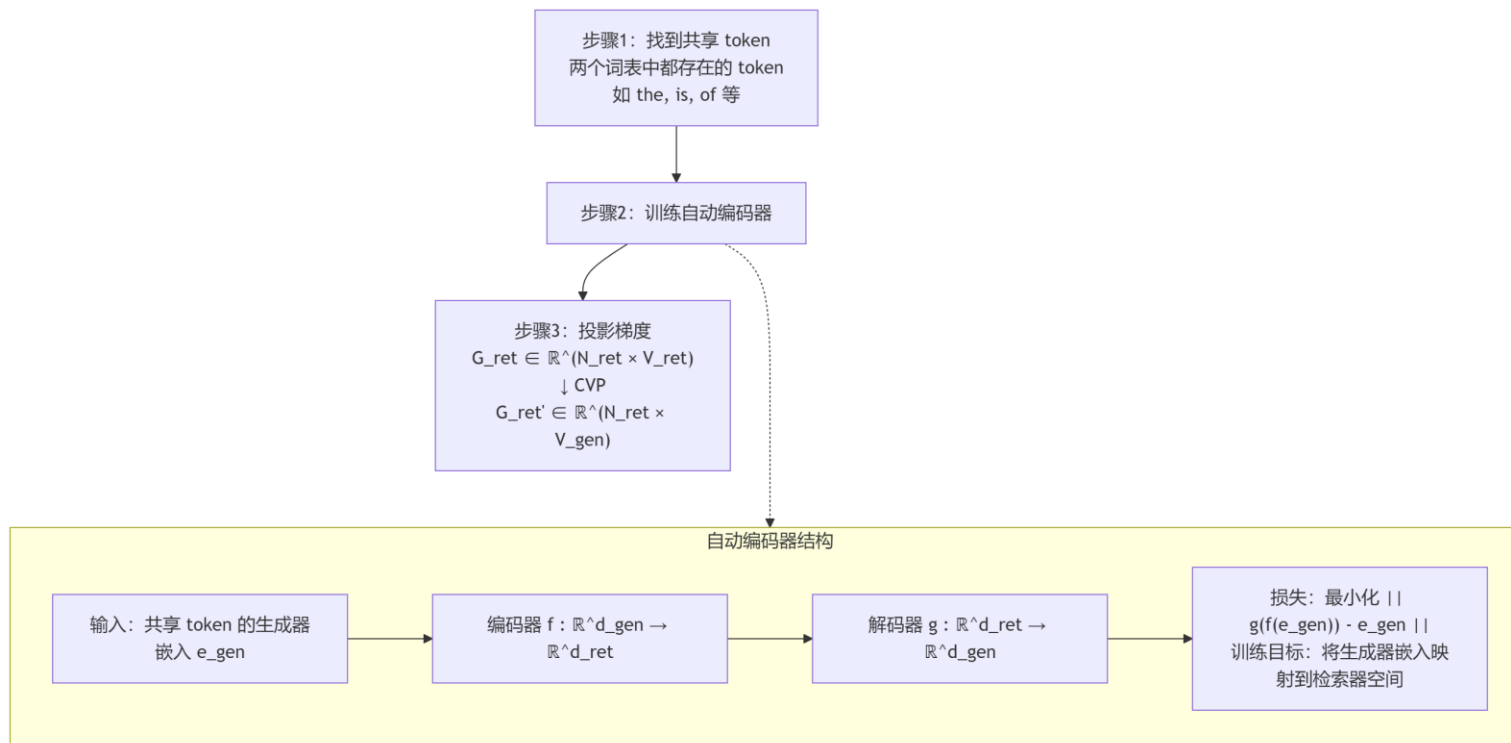 步骤1：找到共享 token
两个词表中都存在的 token
如 the, is, of 等
步骤2：训练自动编码器
步骤3：投影梯度
G_ret ∈ ℝ^(N_ret × V_ret)
↓ CVP
G_ret' ∈ ℝ^(N_ret ×
V_gen)
自动编码器结构
输入：共享 token 的生成器
嵌入 e_gen
编码器 f : ℝ^d_gen →
ℝ^d_ret
解码器 g : ℝ^d_ret →
ℝ^d_gen
损失：最小化 ||
g(f(e_gen)) - e_gen ||
训练目标：将生成器嵌入映
射到检索器空间